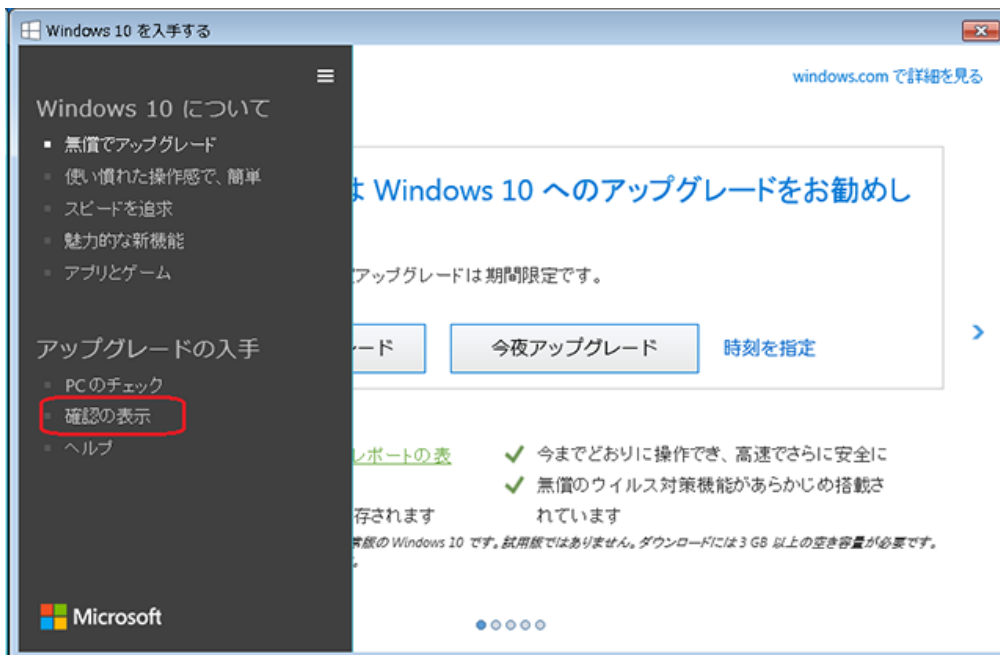 Windows 10 を入手する
windows.com で詳細を見る
Windows 10 について
無償でアップグレード
使い慣れた操作感で、簡単
スピードを追求
魅力的な新機能
アプリとゲーム
アップグレードの入手
PC のチェック
確認の表示
ヘルプ
Microsoft
は Windows 10 へのアップグレードをお勧めし
アップグレードは期間限定です。
ード
今夜アップグレード
時刻を指定
レポートの表
存されます
今までどおりに操作でき、高速でさらに安全に
無償のウイルス対策機能があらかじめ搭載さ
れています
常版の Windows 10 です。試用版ではありません。ダウンロードには 3 GB 以上の空き容量が必要です。